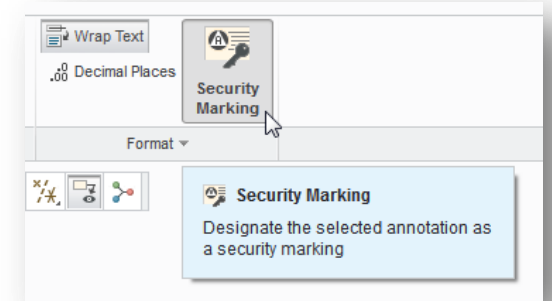 Wrap Text
.00 Decimal Places
Security
Marking
Format
Security Marking
Designate the selected annotation as
a security marking